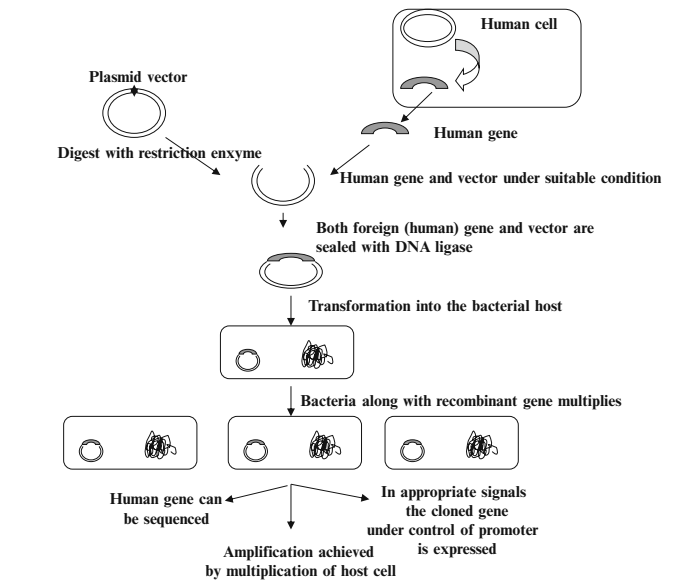 Human cell
Plasmid vector
Human gene
Digest with restriction enxyme
Human gene and vector under suitable condition
Both foreign (human) gene and vector are
sealed with DNA ligase
Transformation into the bacterial host
Bacteria along with recombinant gene multiplies
Human gene can
be sequenced
Amplification achieved
by multiplication of host cell
In appropriate signals
the cloned gene
under control of promoter
is expressed